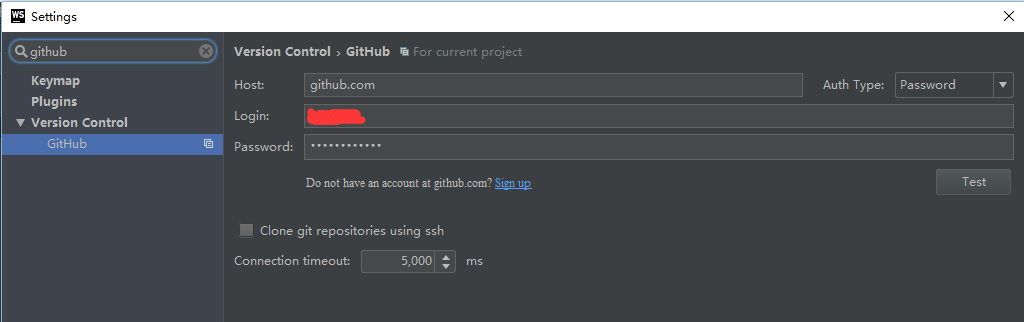 WS Settings
github
Keymap
Plugins
Version Control
GitHub
Version Control › GitHub For current project
Host: github.com Auth Type: Password
Login:
Password: ••••••••••••
Do not have an account at github.com? Sign up
Test
Clone git repositories using ssh
Connection timeout: 5,000 ms